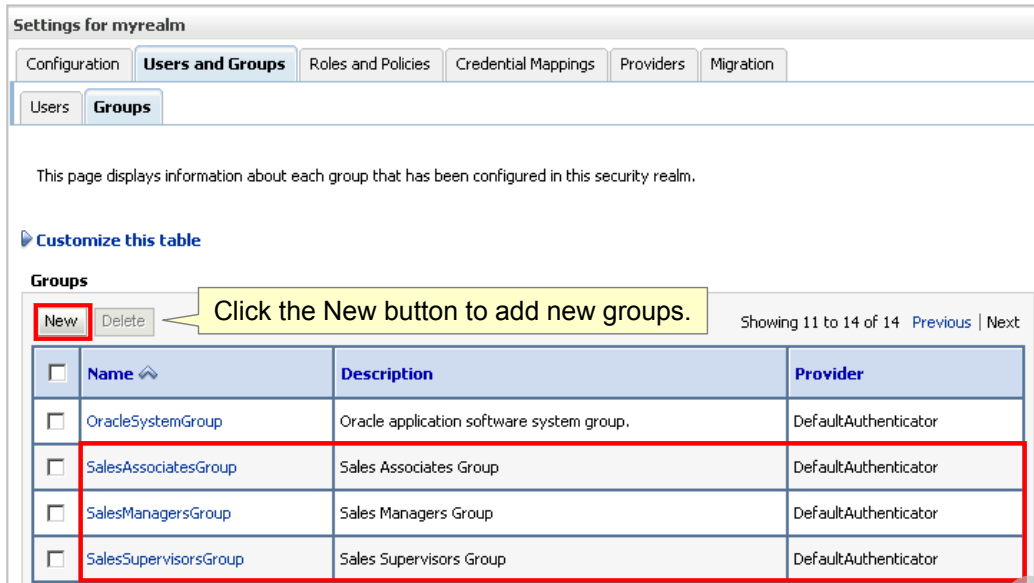 Settings for myrealm
Configuration Users and Groups Roles and Policies Credential Mappings Providers Migration
Users Groups
This page displays information about each group that has been configured in this security realm.
Customize this table
Groups
New Delete Click the New button to add new groups. Showing 11 to 14 of 14 Previous | Next
Name Description Provider
OracleSystemGroup Oracle application software system group. DefaultAuthenticator
SalesAssociatesGroup Sales Associates Group DefaultAuthenticator
SalesManagersGroup Sales Managers Group DefaultAuthenticator
SalesSupervisorsGroup Sales Supervisors Group DefaultAuthenticator